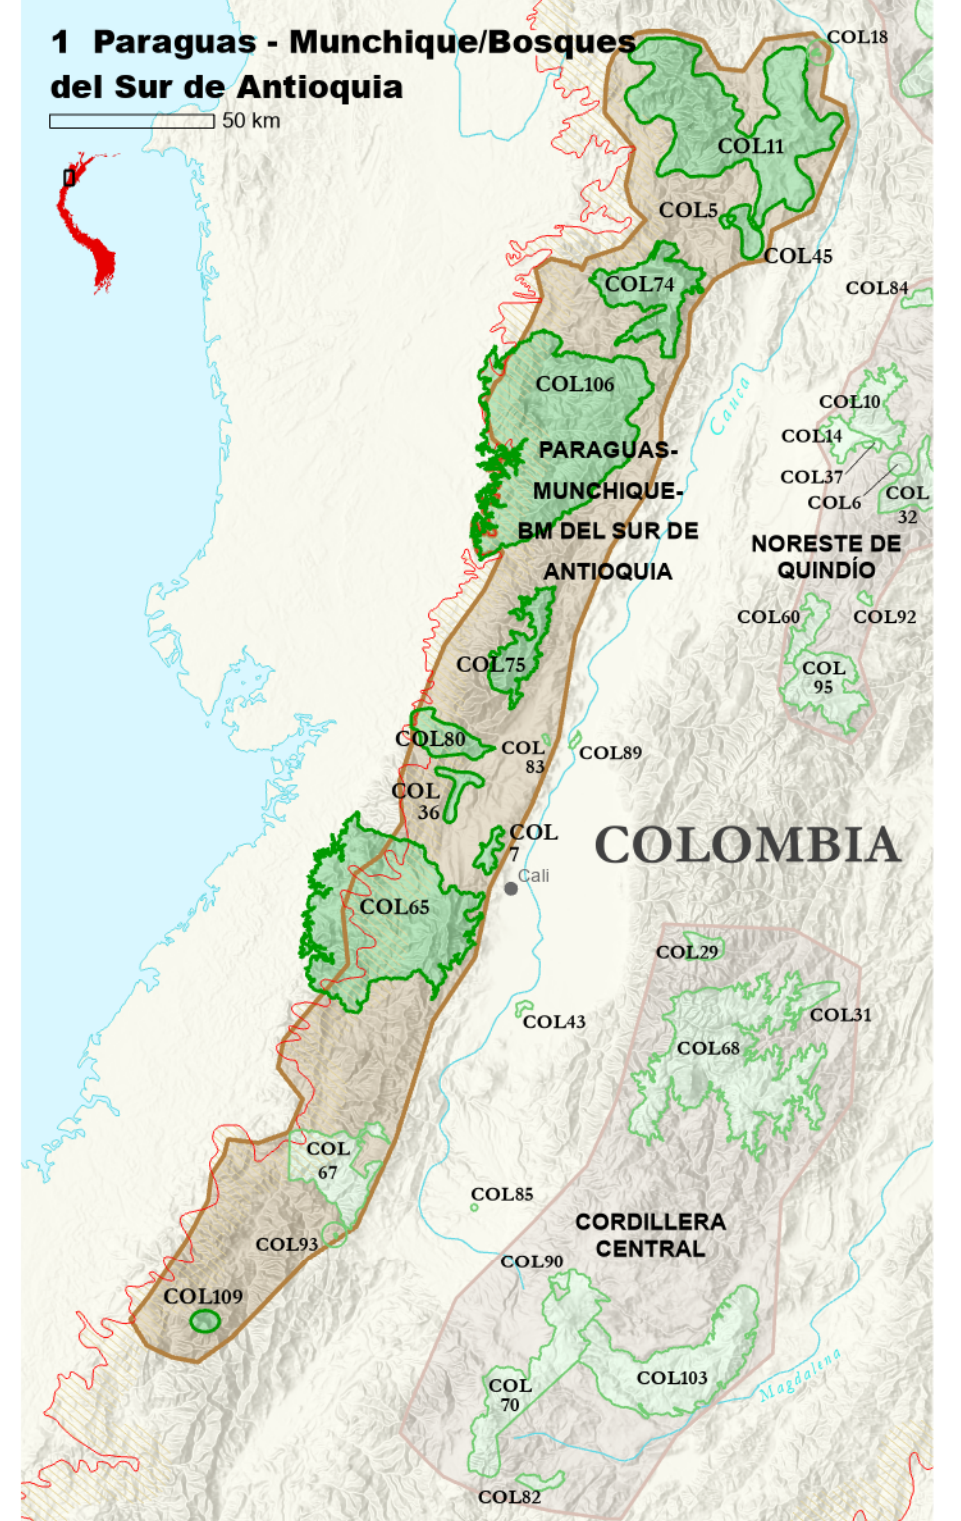 1 Paraguas - Munchique/Bosques
del Sur de Antioquia
50 km
COL18
COL11
COL5
COL45
COL74
COL84
COL106
Cauca
COL10
COL14
COL37
COL6
COL
32
PARAGUAS-
MUNCHIQUE-
BM DEL SUR DE
ANTIOQUIA
NORESTE DE
QUINDÍO
COL60
COL92
COL75
COL
95
COL80
COL
83
COL89
COL
36
COL
7
COLOMBIA
Cali
COL65
COL29
COL43
COL31
COL68
COL
67
COL85
COL93
CORDILLERA
CENTRAL
COL90
COL109
COL
70
COL103
Magdalena
COL82